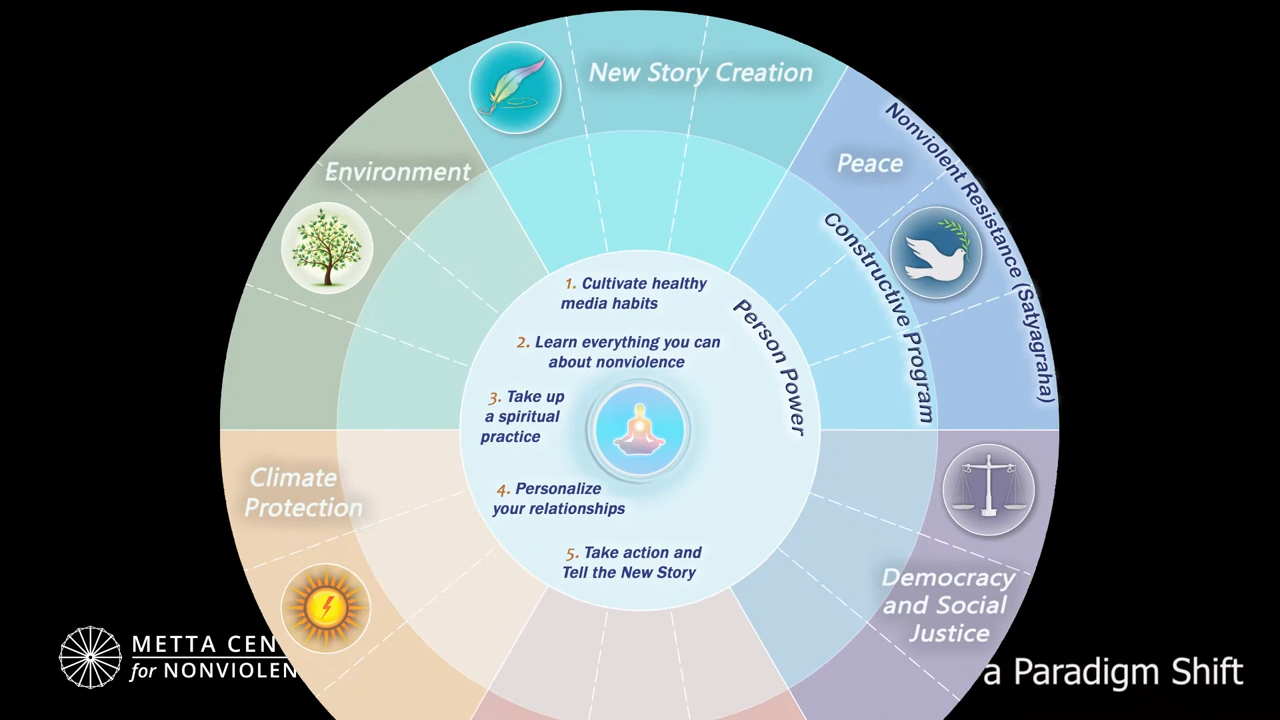 New Story Creation
Environment
Peace
Nonviolent Resistance (Satyagraha)
Constructive Program
Person Power
1. Cultivate healthy
media habits
2. Learn everything you can
about nonviolence
3. Take up
a spiritual
practice
4. Personalize
your relationships
5. Take action and
Tell the New Story
Climate
Protection
Democracy
and Social
Justice
METTA CEN
for NONVIOLEN
a Paradigm Shift